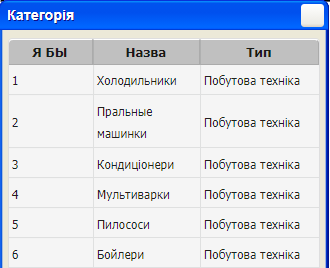 Категорія
Я БЫ Назва Тип
1 Холодильники Побутова техніка
2 Пральные машинки Побутова техніка
3 Кондиціонери Побутова техніка
4 Мультиварки Побутова техніка
5 Пилососи Побутова техніка
6 Бойлери Побутова техніка